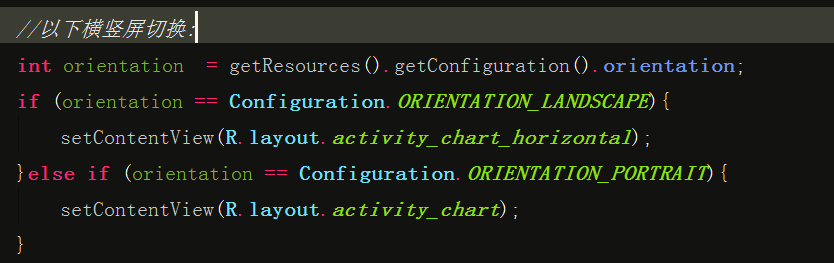 //以下横竖屏切换:
int orientation  = getResources().getConfiguration().orientation;
if (orientation == Configuration.ORIENTATION_LANDSCAPE){
    setContentView(R.layout.activity_chart_horizontal);
}else if (orientation == Configuration.ORIENTATION_PORTRAIT){
    setContentView(R.layout.activity_chart);
}